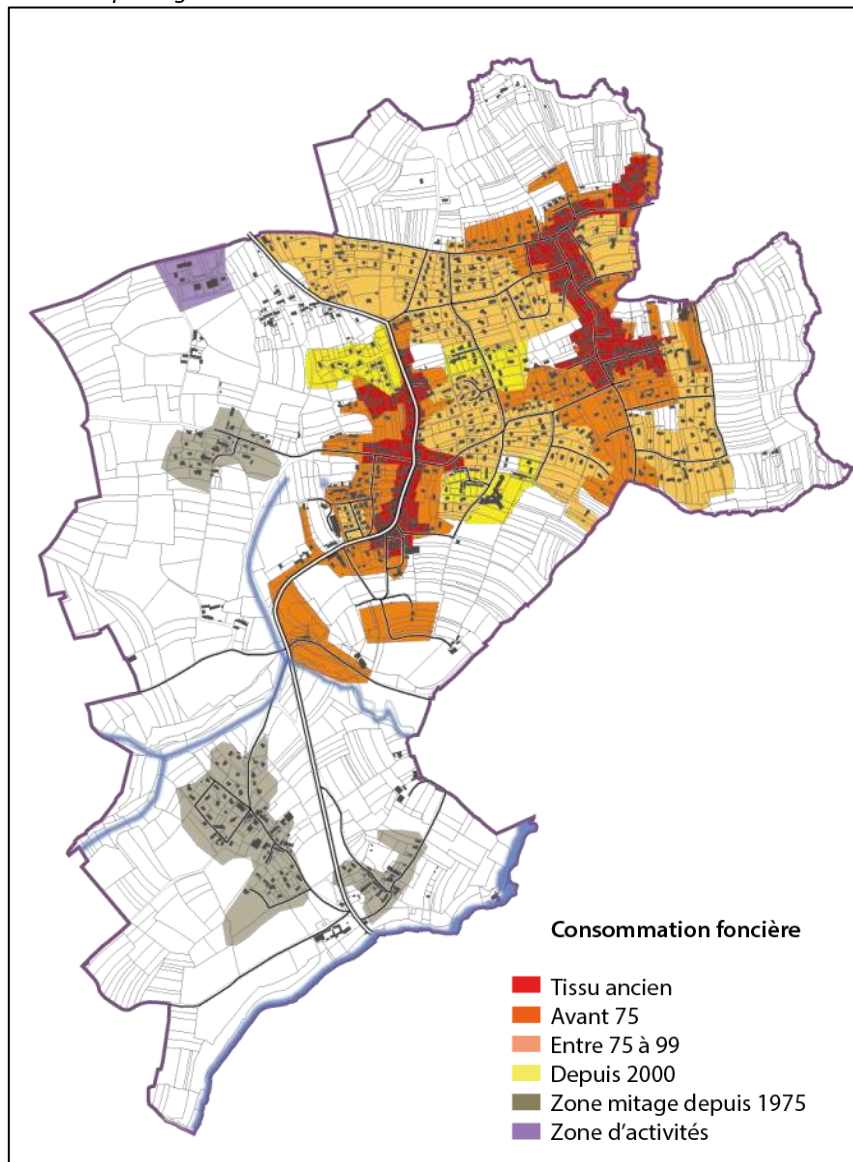 Consommation foncière
Tissu ancien
Avant 75
Entre 75 à 99
Depuis 2000
Zone mitage depuis 1975
Zone d'activités